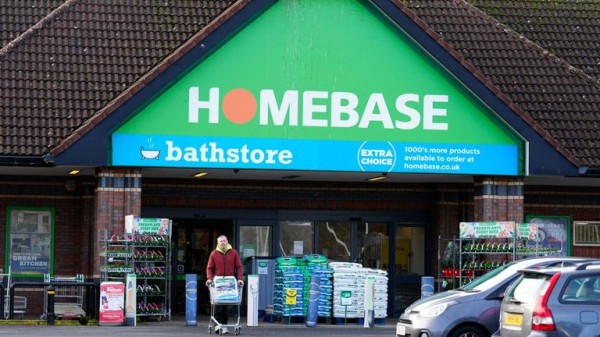 HOMEBASE
bathstore
EXTRA
CHOICE
1000's more products
available to order at
homebase.co.uk
DREAM
KITCHEN